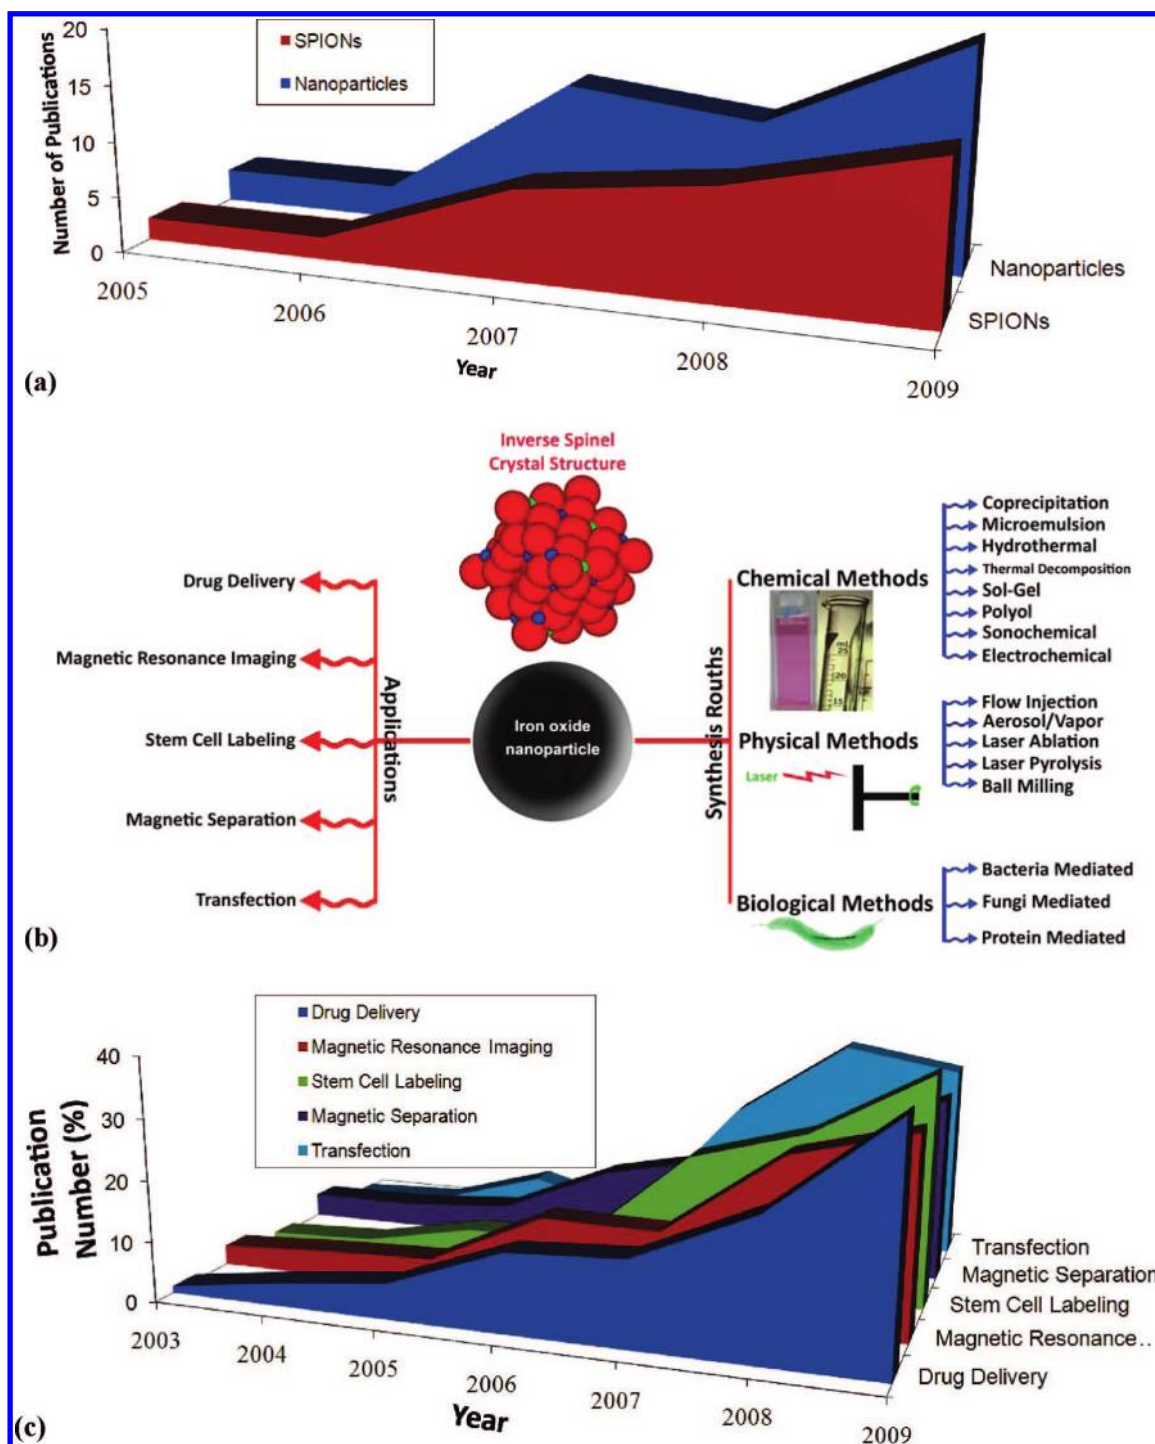 20
15
10
5
0
Number of Publications
SPIONs
Nanoparticles
2005
2006
2007
2008
2009
Year
Nanoparticles
SPIONs
(a)
Inverse Spinel
Crystal Structure
Iron oxide
nanoparticle
Applications
Drug Delivery
Magnetic Resonance Imaging
Stem Cell Labeling
Magnetic Separation
Transfection
Synthesis Rouths
Chemical Methods
mL
25
20
15
Coprecipitation
Microemulsion
Hydrothermal
Thermal Decomposition
Sol-Gel
Polyol
Sonochemical
Electrochemical
Physical Methods
Laser
Flow Injection
Aerosol/Vapor
Laser Ablation
Laser Pyrolysis
Ball Milling
Biological Methods
Bacteria Mediated
Fungi Mediated
Protein Mediated
(b)
Drug Delivery
Magnetic Resonance Imaging
Stem Cell Labeling
Magnetic Separation
Transfection
40
30
20
10
0
Publication
Number (%)
2003
2004
2005
2006
2007
2008
2009
Year
Transfection
Magnetic Separation
Stem Cell Labeling
Magnetic Resonance...
Drug Delivery
(c)